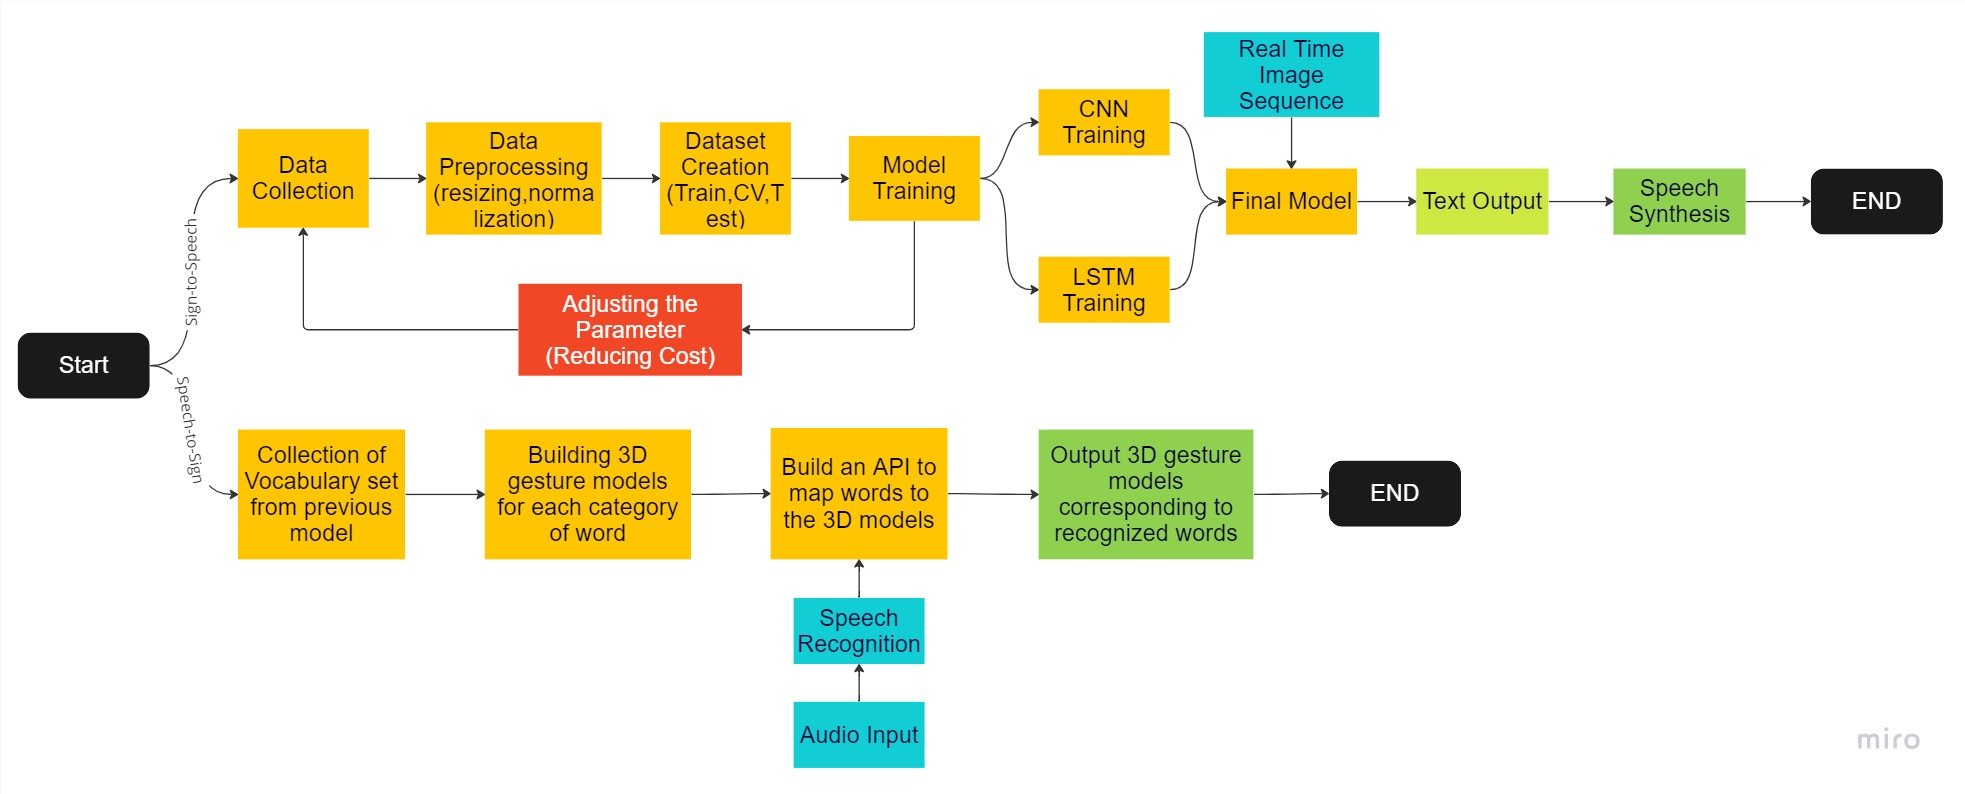 Real Time
Image
Sequence
CNN
Training
Data
Collection
Data
Preprocessing
(resizing,norma
lization)
Dataset
Creation
(Train,CV,T
est)
Model
Training
Final Model
Text Output
Speech
Synthesis
END
LSTM
Training
Sign-to-Speech
Adjusting the
Parameter
(Reducing Cost)
Start
Speech-to-Sign
Collection of
Vocabulary set
from previous
model
Building 3D
gesture models
for each category
of word
Build an API to
map words to
the 3D models
Output 3D gesture
models
corresponding to
recognized words
END
Speech
Recognition
Audio Input
miro